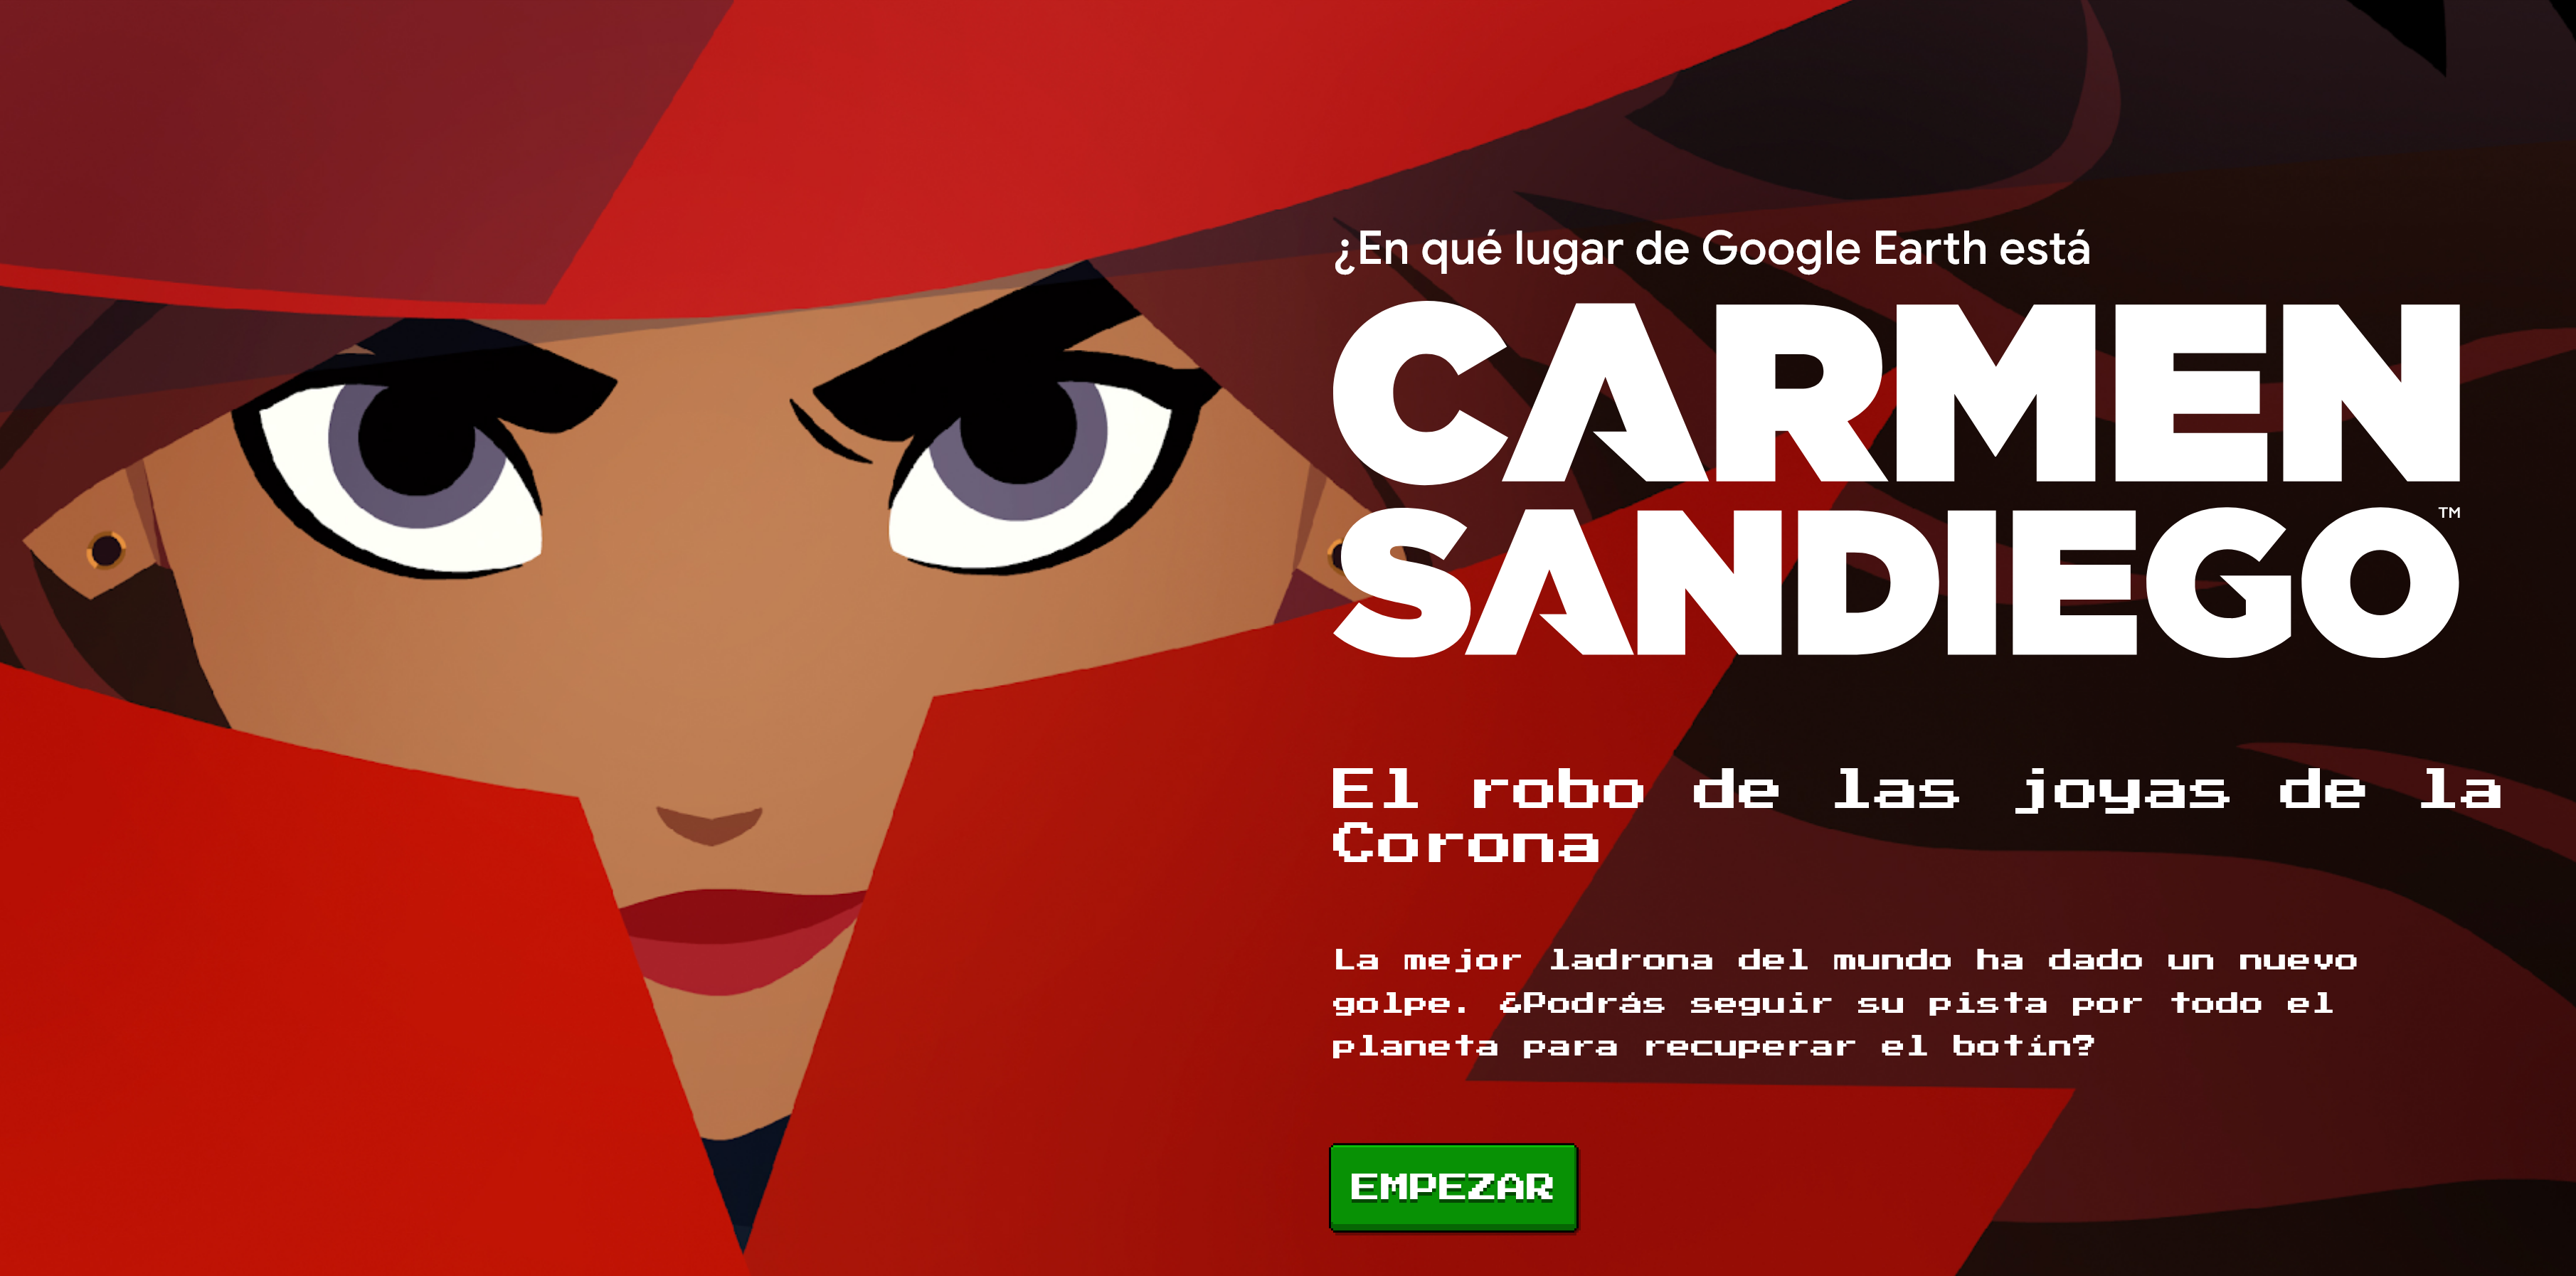 ¿En qué lugar de Google Earth está
CARMEN
SANDIEGO™
El robo de las joyas de la
Corona
La mejor ladrona del mundo ha dado un nuevo
golpe. ¿Podrás seguir su pista por todo el
planeta para recuperar el botín?
EMPEZAR